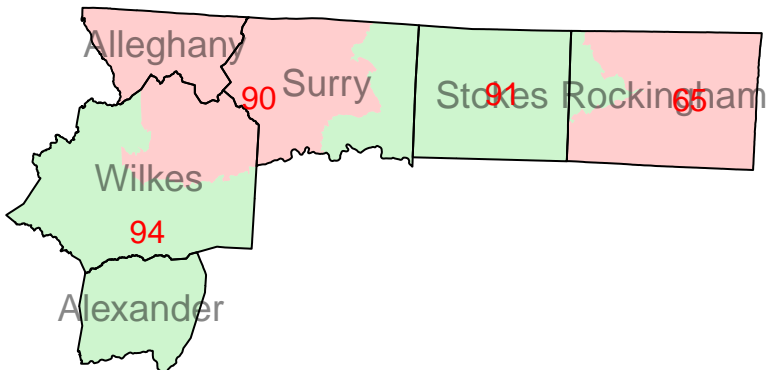 Alleghany
90 Surry
Stokes 91
Rockingham 65
Wilkes
94
Alexander